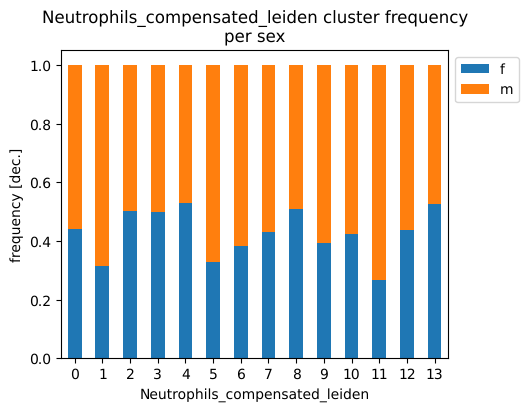 Neutrophils_compensated_leiden cluster frequency
per sex
f
m
1.0
0.8
0.6
0.4
0.2
0.0
frequency [dec.]
0 1 2 3 4 5 6 7 8 9 10 11 12 13
Neutrophils_compensated_leiden